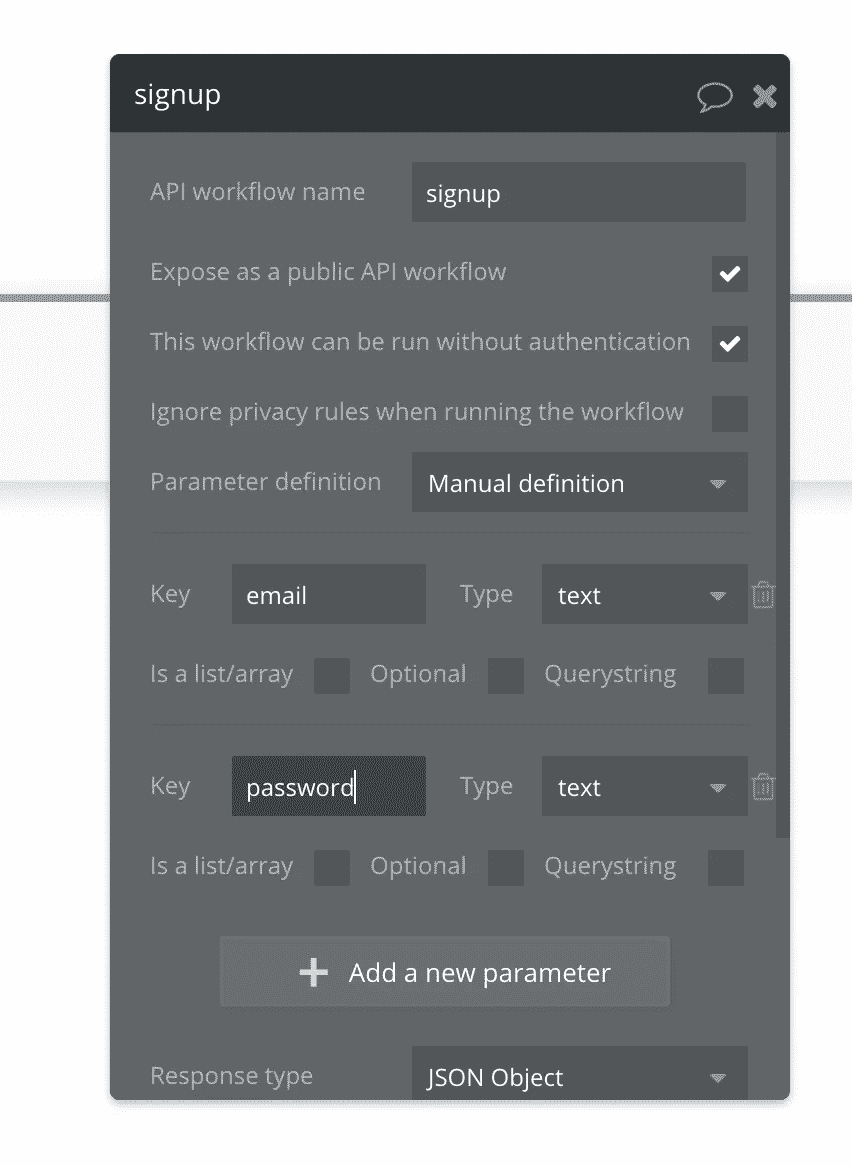 signup
API workflow name signup
Expose as a public API workflow
This workflow can be run without authentication
Ignore privacy rules when running the workflow
Parameter definition Manual definition
Key email Type text
Is a list/array Optional Querystring
Key password Type text
Is a list/array Optional Querystring
Add a new parameter
Response type JSON Object